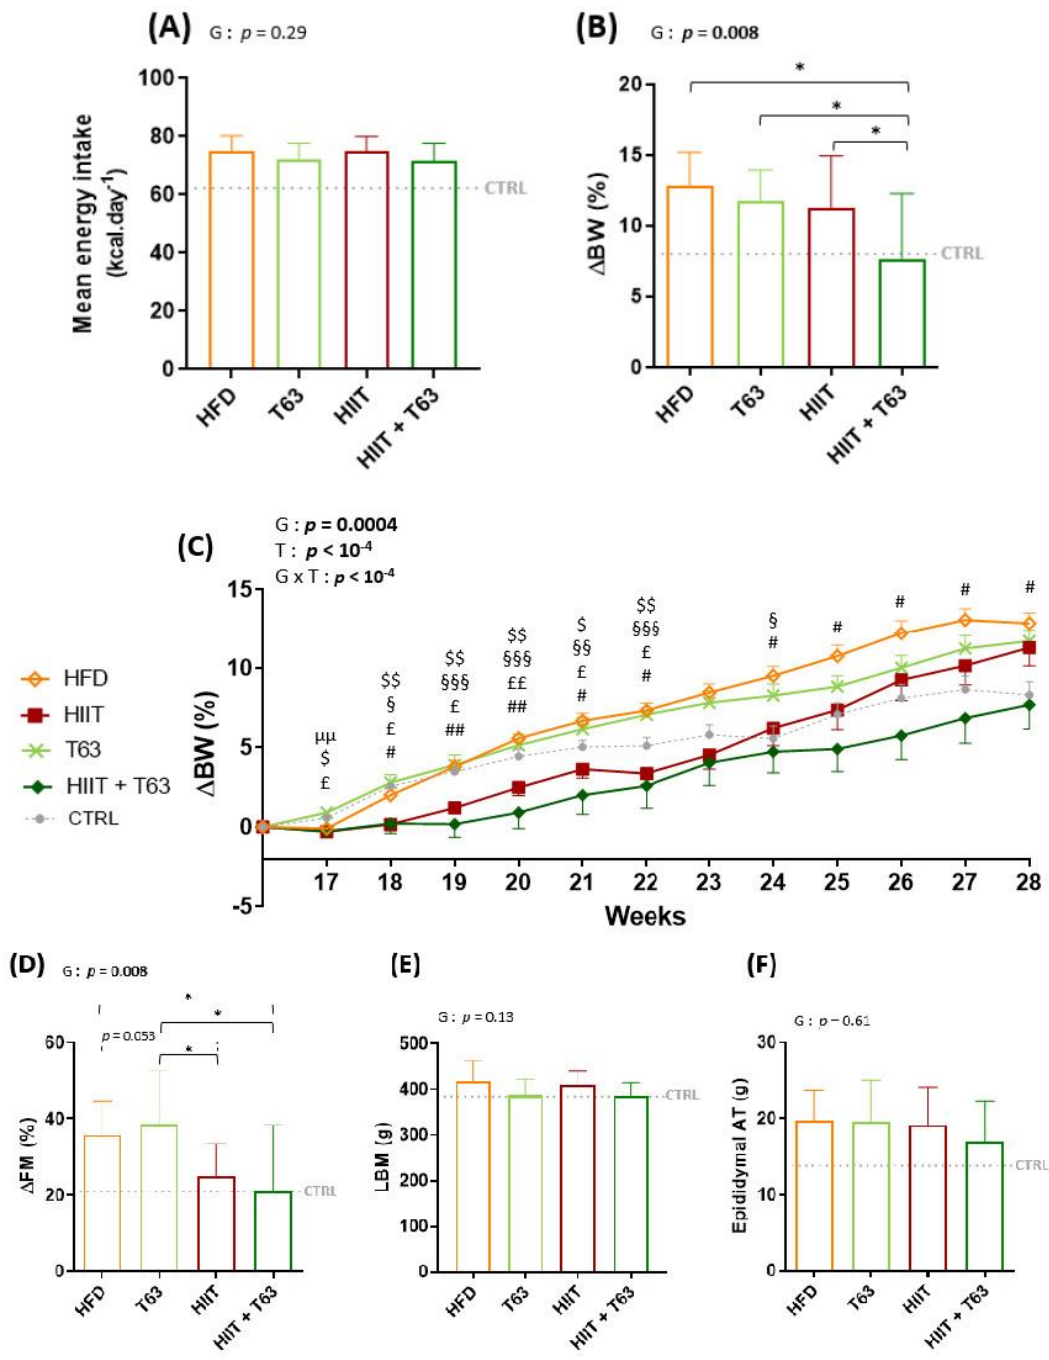 (A) G : p = 0.29
100
80
60
40
20
0
Mean energy intake
(kcal.day-1)
CTRL
HFD
T63
HIIT
HIIT + T63
(B) G : p = 0.008
*
*
*
20
15
10
5
0
ΔBW (%)
CTRL
HFD
T63
HIIT
HIIT + T63
(C)
G : p = 0.0004
T : p < 10-4
G x T : p < 10-4
HFD
HIIT
T63
HIIT + T63
CTRL
15
10
5
0
-5
ΔBW (%)
µµ
$
£
$$
§
£
#
$$
§§§
£
##
$$
§§§
££
##
$
§§
£
#
$$
§§§
£
#
§
#
#
#
#
#
17 18 19 20 21 22 23 24 25 26 27 28
Weeks
(D) G : p = 0.008
*
*
p = 0.053
*
60
40
20
0
ΔFM (%)
CTRL
HFD
T63
HIIT
HIIT + T63
(E)
G : p = 0.13
500
400
300
200
100
0
LBM (g)
CTRL
HFD
T63
HIIT
HIIT + T63
(F)
G : p = 0.61
30
20
10
0
Epididymal AT (g)
CTRL
HFD
T63
HIIT
HIIT + T63